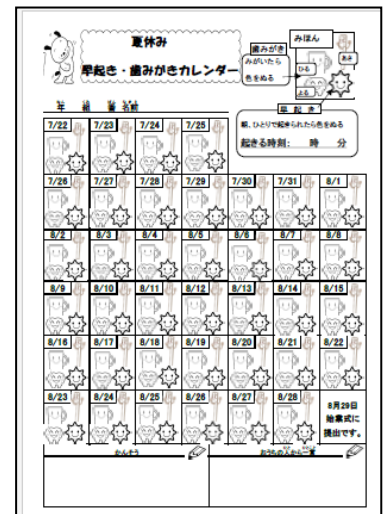 夏休み
早起き・歯みがきカレンダー
歯みがき
みがいたら
色をぬる
みほん
あさ
ひる
よる
早起き
朝、ひとりで起きられたら色をぬる
起きる時刻： 時 分
年 組 番 名前
7/22 7/23 7/24 7/25
7/26 7/27 7/28 7/29 7/30 7/31 8/1
8/2 8/3 8/4 8/5 8/6 8/7 8/8
8/9 8/10 8/11 8/12 8/13 8/14 8/15
8/16 8/17 8/18 8/19 8/20 8/21 8/22
8/23 8/24 8/25 8/26 8/27 8/28
8月29日
始業式に
提出です。
かんそう
おうちの人から一言